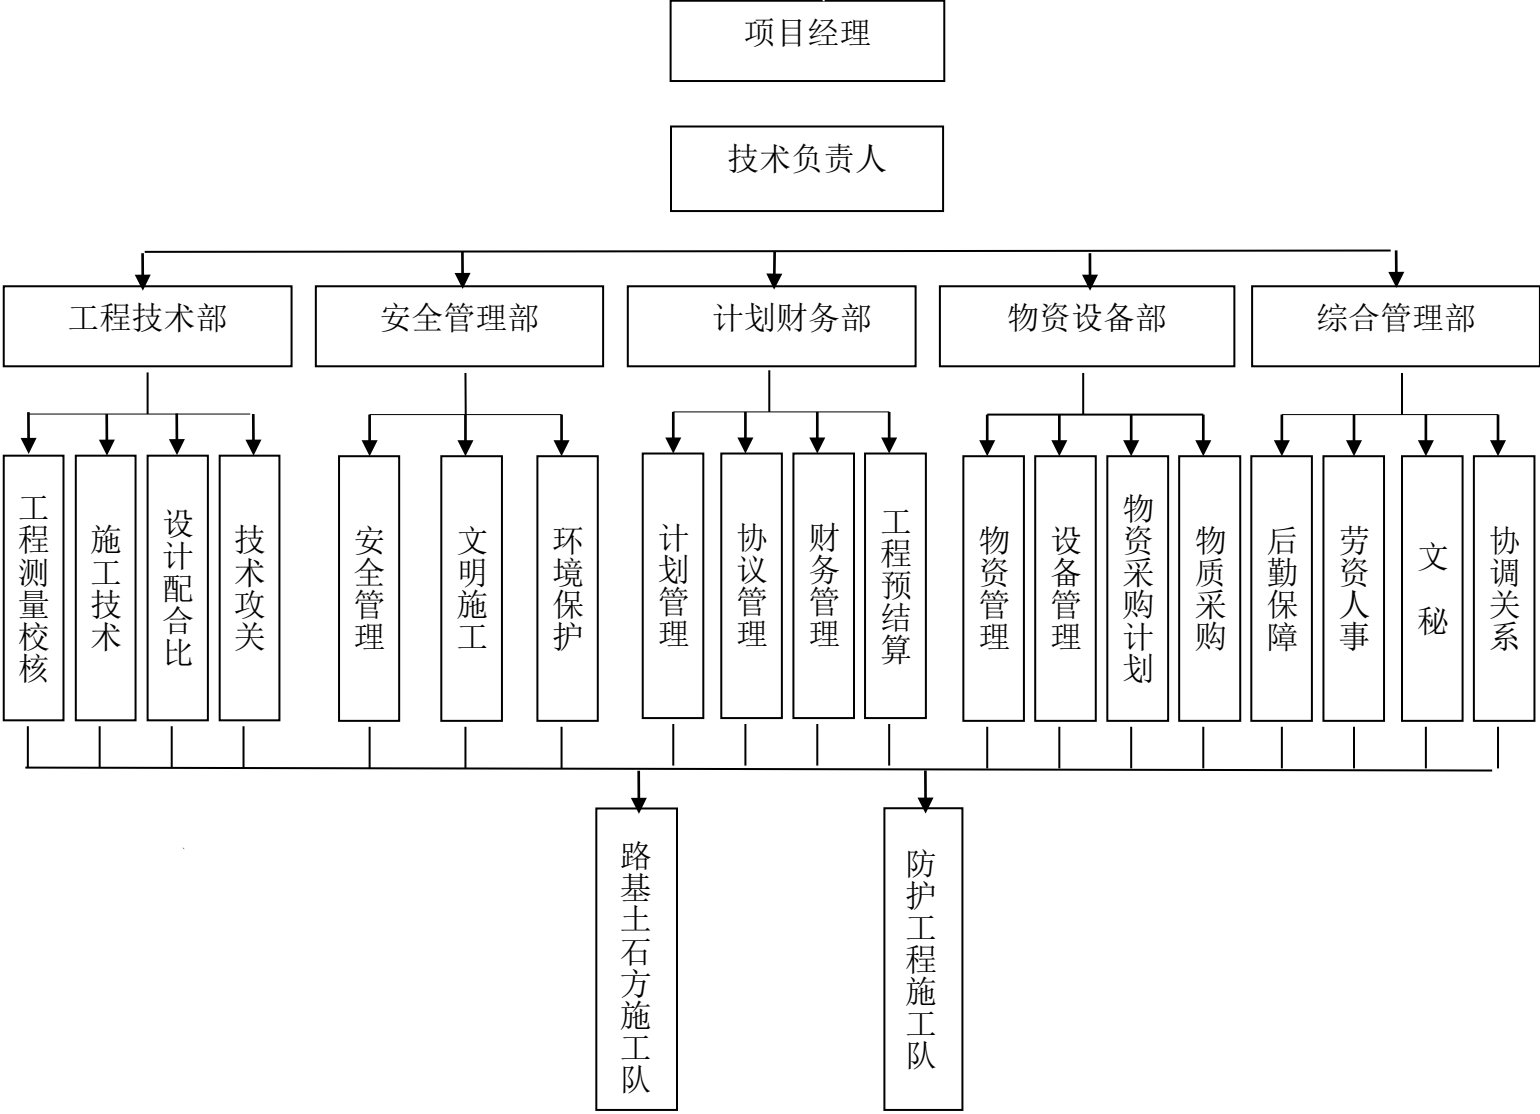 项目经理
技术负责人
工程技术部
安全管理部
计划财务部
物资设备部
综合管理部
工程测量校核
施工技术
设计配合比
技术攻关
安全管理
文明施工
环境保护
计划管理
协议管理
财务管理
工程预结算
物资管理
设备管理
物资采购计划
物质采购
后勤保障
劳资人事
文秘
协调关系
路基土石方施工队
防护工程施工队